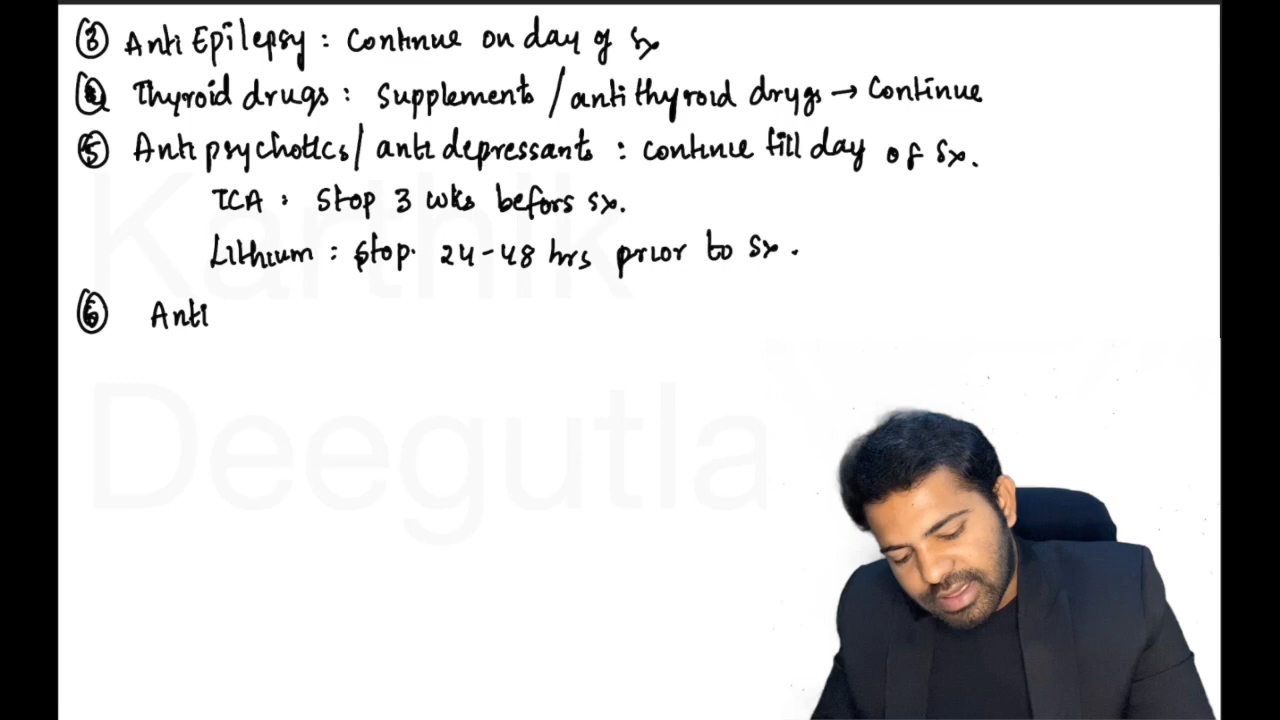 ③ Anti Epilepsy : Continue on day of Sx
④ Thyroid drugs : Supplements / anti thyroid drygs → Continue
⑤ Anti psychotics / anti depressants : continue till day of Sx.
TCA : Stop 3 wks befors sx.
Lithium : stop. 24-48 hrs prior to Sx.
⑥ Anti
Karthik
Deegutla